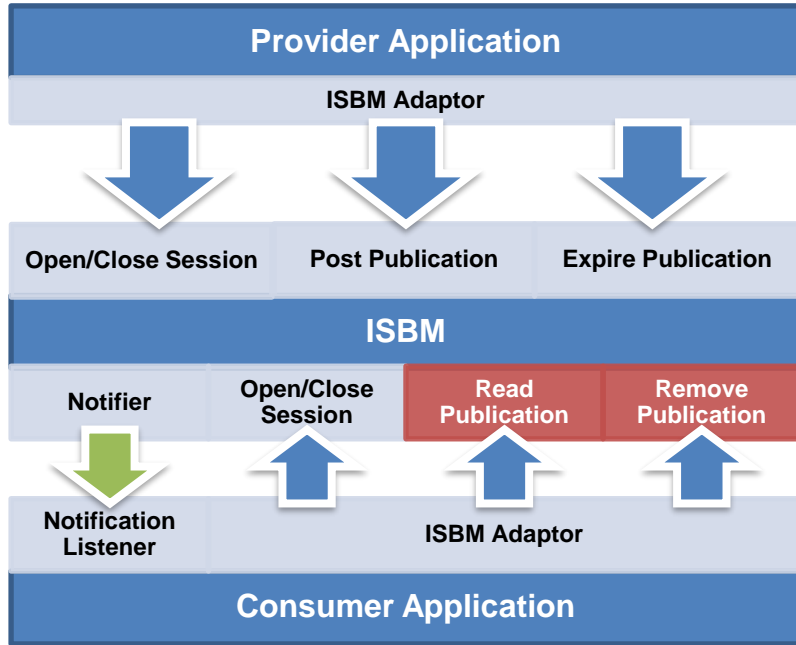 Provider Application
ISBM Adaptor
Open/Close Session
Post Publication
Expire Publication
ISBM
Notifier
Open/Close
Session
Read
Publication
Remove
Publication
Notification
Listener
ISBM Adaptor
Consumer Application